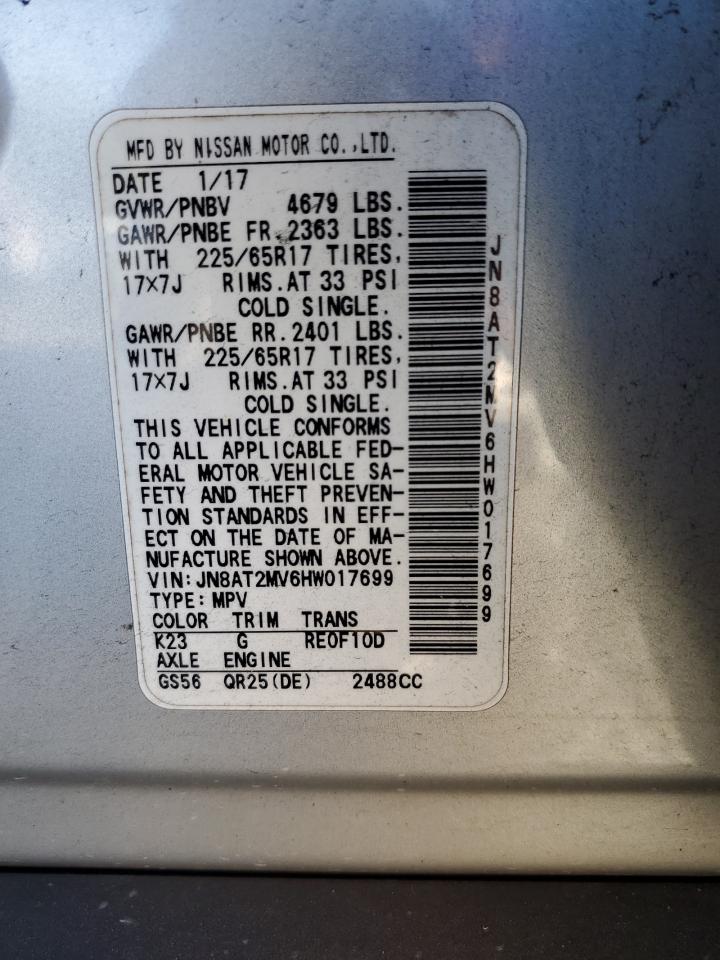 MFD BY NISSAN MOTOR CO.,LTD.
DATE 1/17
GVWR/PNBV 4679 LBS.
GAWR/PNBE FR.2363 LBS.
WITH 225/65R17 TIRES,
17×7J RIMS.AT 33 PSI
COLD SINGLE.
GAWR/PNBE RR.2401 LBS.
WITH 225/65R17 TIRES,
17×7J RIMS.AT 33 PSI
COLD SINGLE.
THIS VEHICLE CONFORMS
TO ALL APPLICABLE FED-
ERAL MOTOR VEHICLE SA-
FETY AND THEFT PREVEN-
TION STANDARDS IN EFF-
ECT ON THE DATE OF MA-
NUFACTURE SHOWN ABOVE.
VIN:JN8AT2MV6HW017699
TYPE:MPV
COLOR TRIM TRANS
K23 G RE0F10D
AXLE ENGINE
GS56 QR25(DE) 2488CC
JN8AT2MV6HW017699